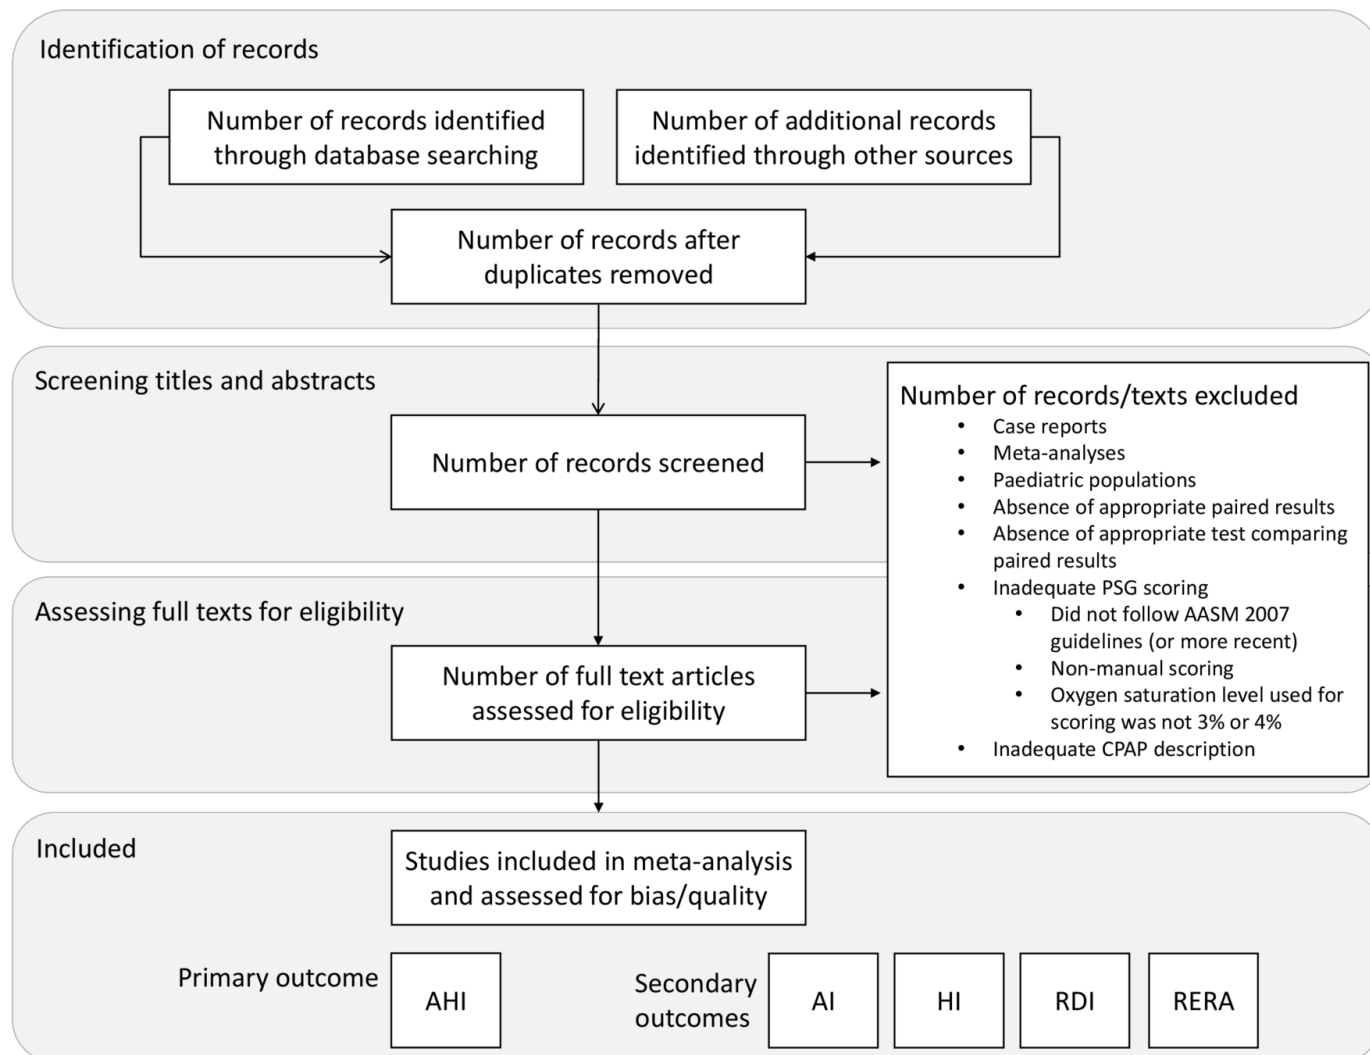 Identification of records
Number of records identified
through database searching
Number of additional records
identified through other sources
Number of records after
duplicates removed
Screening titles and abstracts
Number of records screened
Number of records/texts excluded
• Case reports
• Meta-analyses
• Paediatric populations
• Absence of appropriate paired results
• Absence of appropriate test comparing
paired results
• Inadequate PSG scoring
• Did not follow AASM 2007
guidelines (or more recent)
• Non-manual scoring
• Oxygen saturation level used for
scoring was not 3% or 4%
• Inadequate CPAP description
Assessing full texts for eligibility
Number of full text articles
assessed for eligibility
Included
Studies included in meta-analysis
and assessed for bias/quality
Primary outcome
AHI
Secondary
outcomes
AI
HI
RDI
RERA